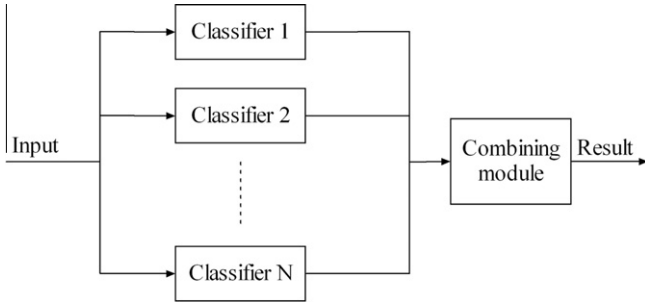 Classifier 1
Classifier 2
Input
Combining
module
Result
Classifier N